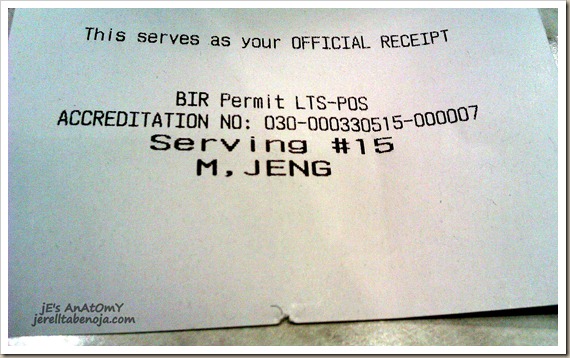 This serves as your OFFICIAL RECEIPT
BIR Permit LTS-POS
ACCREDITATION NO: 030-000330515-000007
Serving #15
M,JENG
jE's AnAtOmY
jerelltabenoja.com